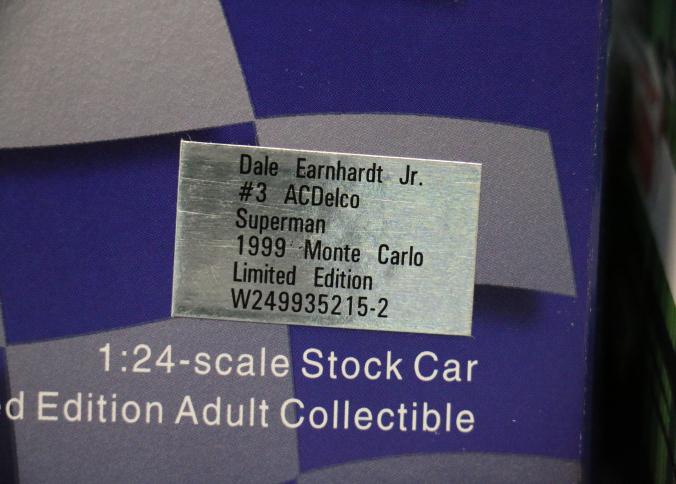 Dale Earnhardt Jr.
#3 ACDelco
Superman
1999 Monte Carlo
Limited Edition
W249935215-2
1:24-scale Stock Car
Edition Adult Collectible